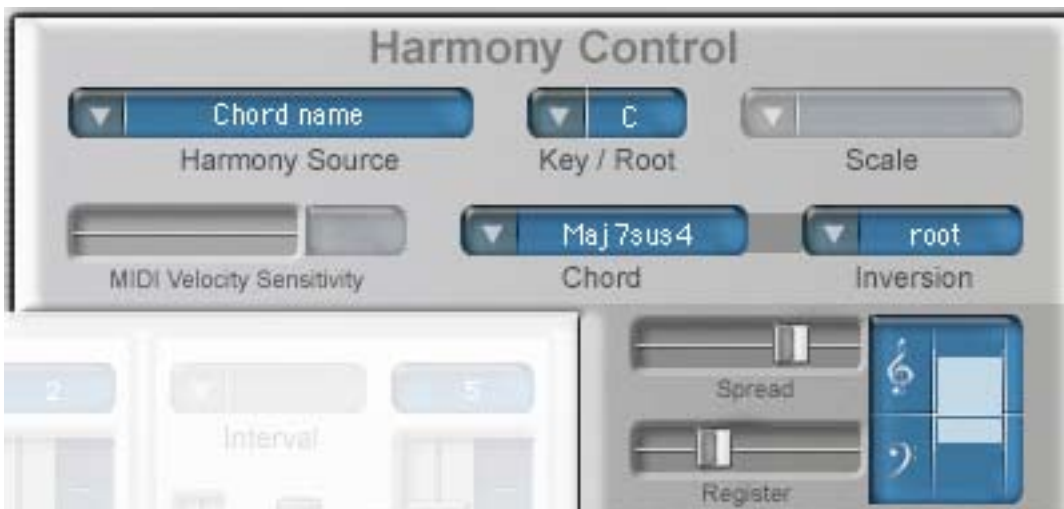 Harmony Control
Chord name
C
Harmony Source
Key / Root
Scale
Maj7sus4
root
MIDI Velocity Sensitivity
Chord
Inversion
Spread
2
5
Interval
Register